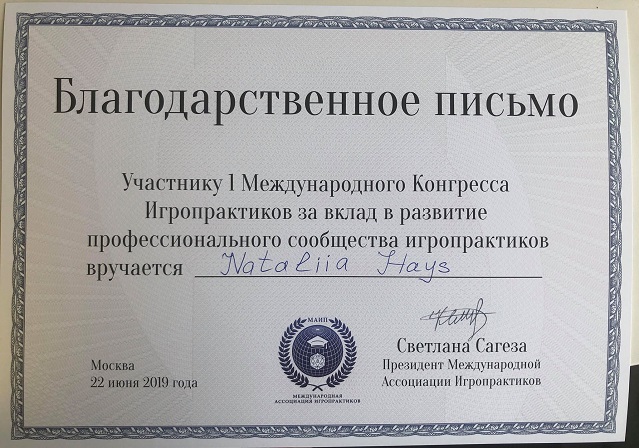 Благодарственное письмо
Участнику 1 Международного Конгресса
Игропрактиков за вклад в развитие
профессионального сообщества игропрактиков
вручается Nataliia Hays
МАИП
МЕЖДУНАРОДНАЯ
АССОЦИАЦИЯ ИГРОПРАКТИКОВ
Москва
22 июня 2019 года
Светлана Сагеза
Президент Международной
Ассоциации Игропрактиков